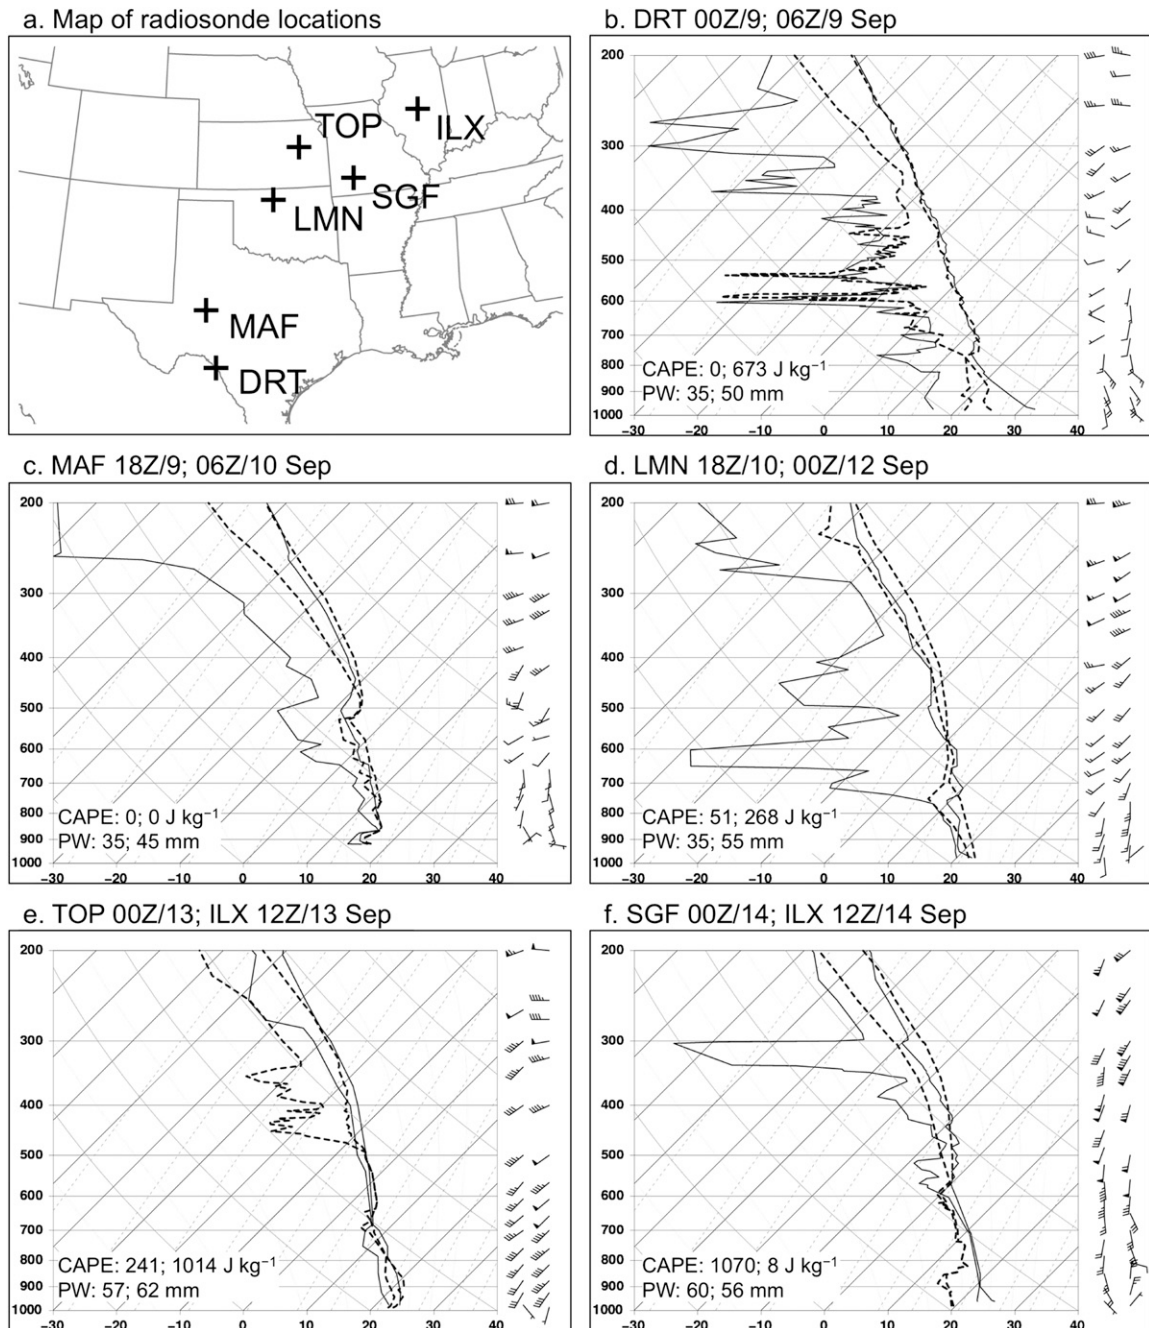 a. Map of radiosonde locations
TOP
ILX
SGF
LMN
MAF
DRT
b. DRT 00Z/9; 06Z/9 Sep
200
300
400
500
600
700
800
900
1000
CAPE: 0; 673 J kg⁻¹
PW: 35; 50 mm
−30 −20 −10 0 10 20 30 40
c. MAF 18Z/9; 06Z/10 Sep
200
300
400
500
600
700
800
900
1000
CAPE: 0; 0 J kg⁻¹
PW: 35; 45 mm
−30 −20 −10 0 10 20 30 40
d. LMN 18Z/10; 00Z/12 Sep
200
300
400
500
600
700
800
900
1000
CAPE: 51; 268 J kg⁻¹
PW: 35; 55 mm
−30 −20 −10 0 10 20 30 40
e. TOP 00Z/13; ILX 12Z/13 Sep
200
300
400
500
600
700
800
900
1000
CAPE: 241; 1014 J kg⁻¹
PW: 57; 62 mm
−30 −20 −10 0 10 20 30 40
f. SGF 00Z/14; ILX 12Z/14 Sep
200
300
400
500
600
700
800
900
1000
CAPE: 1070; 8 J kg⁻¹
PW: 60; 56 mm
−30 −20 −10 0 10 20 30 40